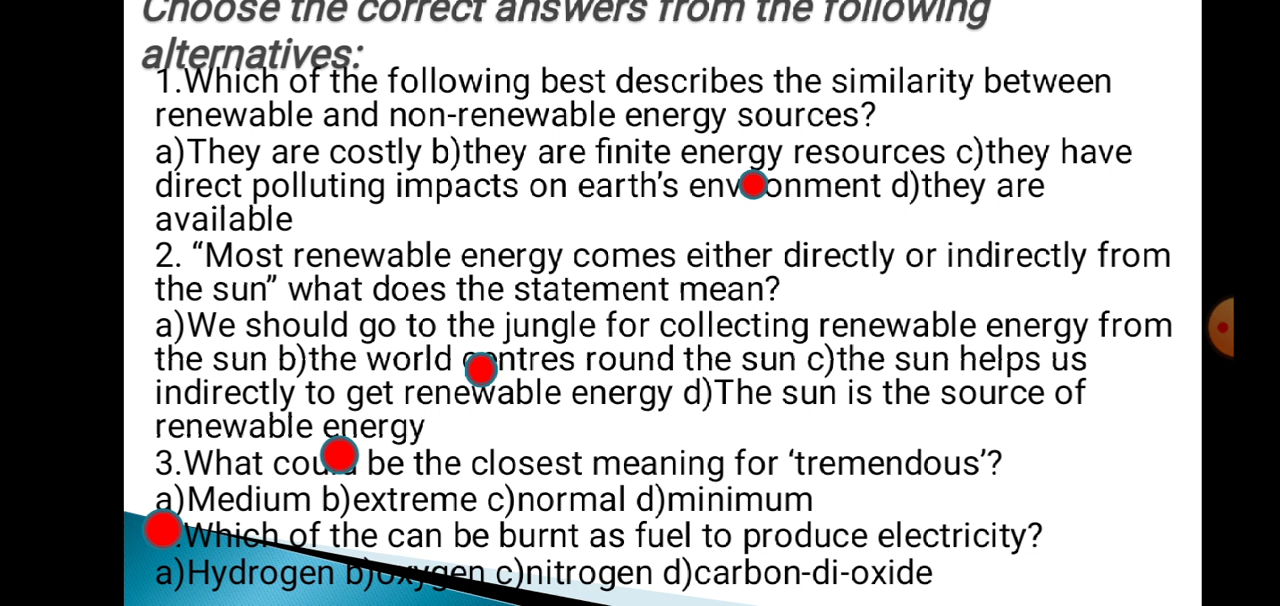 Choose the correct answers from the following
alternatives:
1.Which of the following best describes the similarity between
renewable and non-renewable energy sources?
a)They are costly b)they are finite energy resources c)they have
direct polluting impacts on earth's environment d)they are
available
2. “Most renewable energy comes either directly or indirectly from
the sun” what does the statement mean?
a)We should go to the jungle for collecting renewable energy from
the sun b)the world centres round the sun c)the sun helps us
indirectly to get renewable energy d)The sun is the source of
renewable energy
3.What could be the closest meaning for ‘tremendous’?
a)Medium b)extreme c)normal d)minimum
.Which of the can be burnt as fuel to produce electricity?
a)Hydrogen b)oxygen c)nitrogen d)carbon-di-oxide